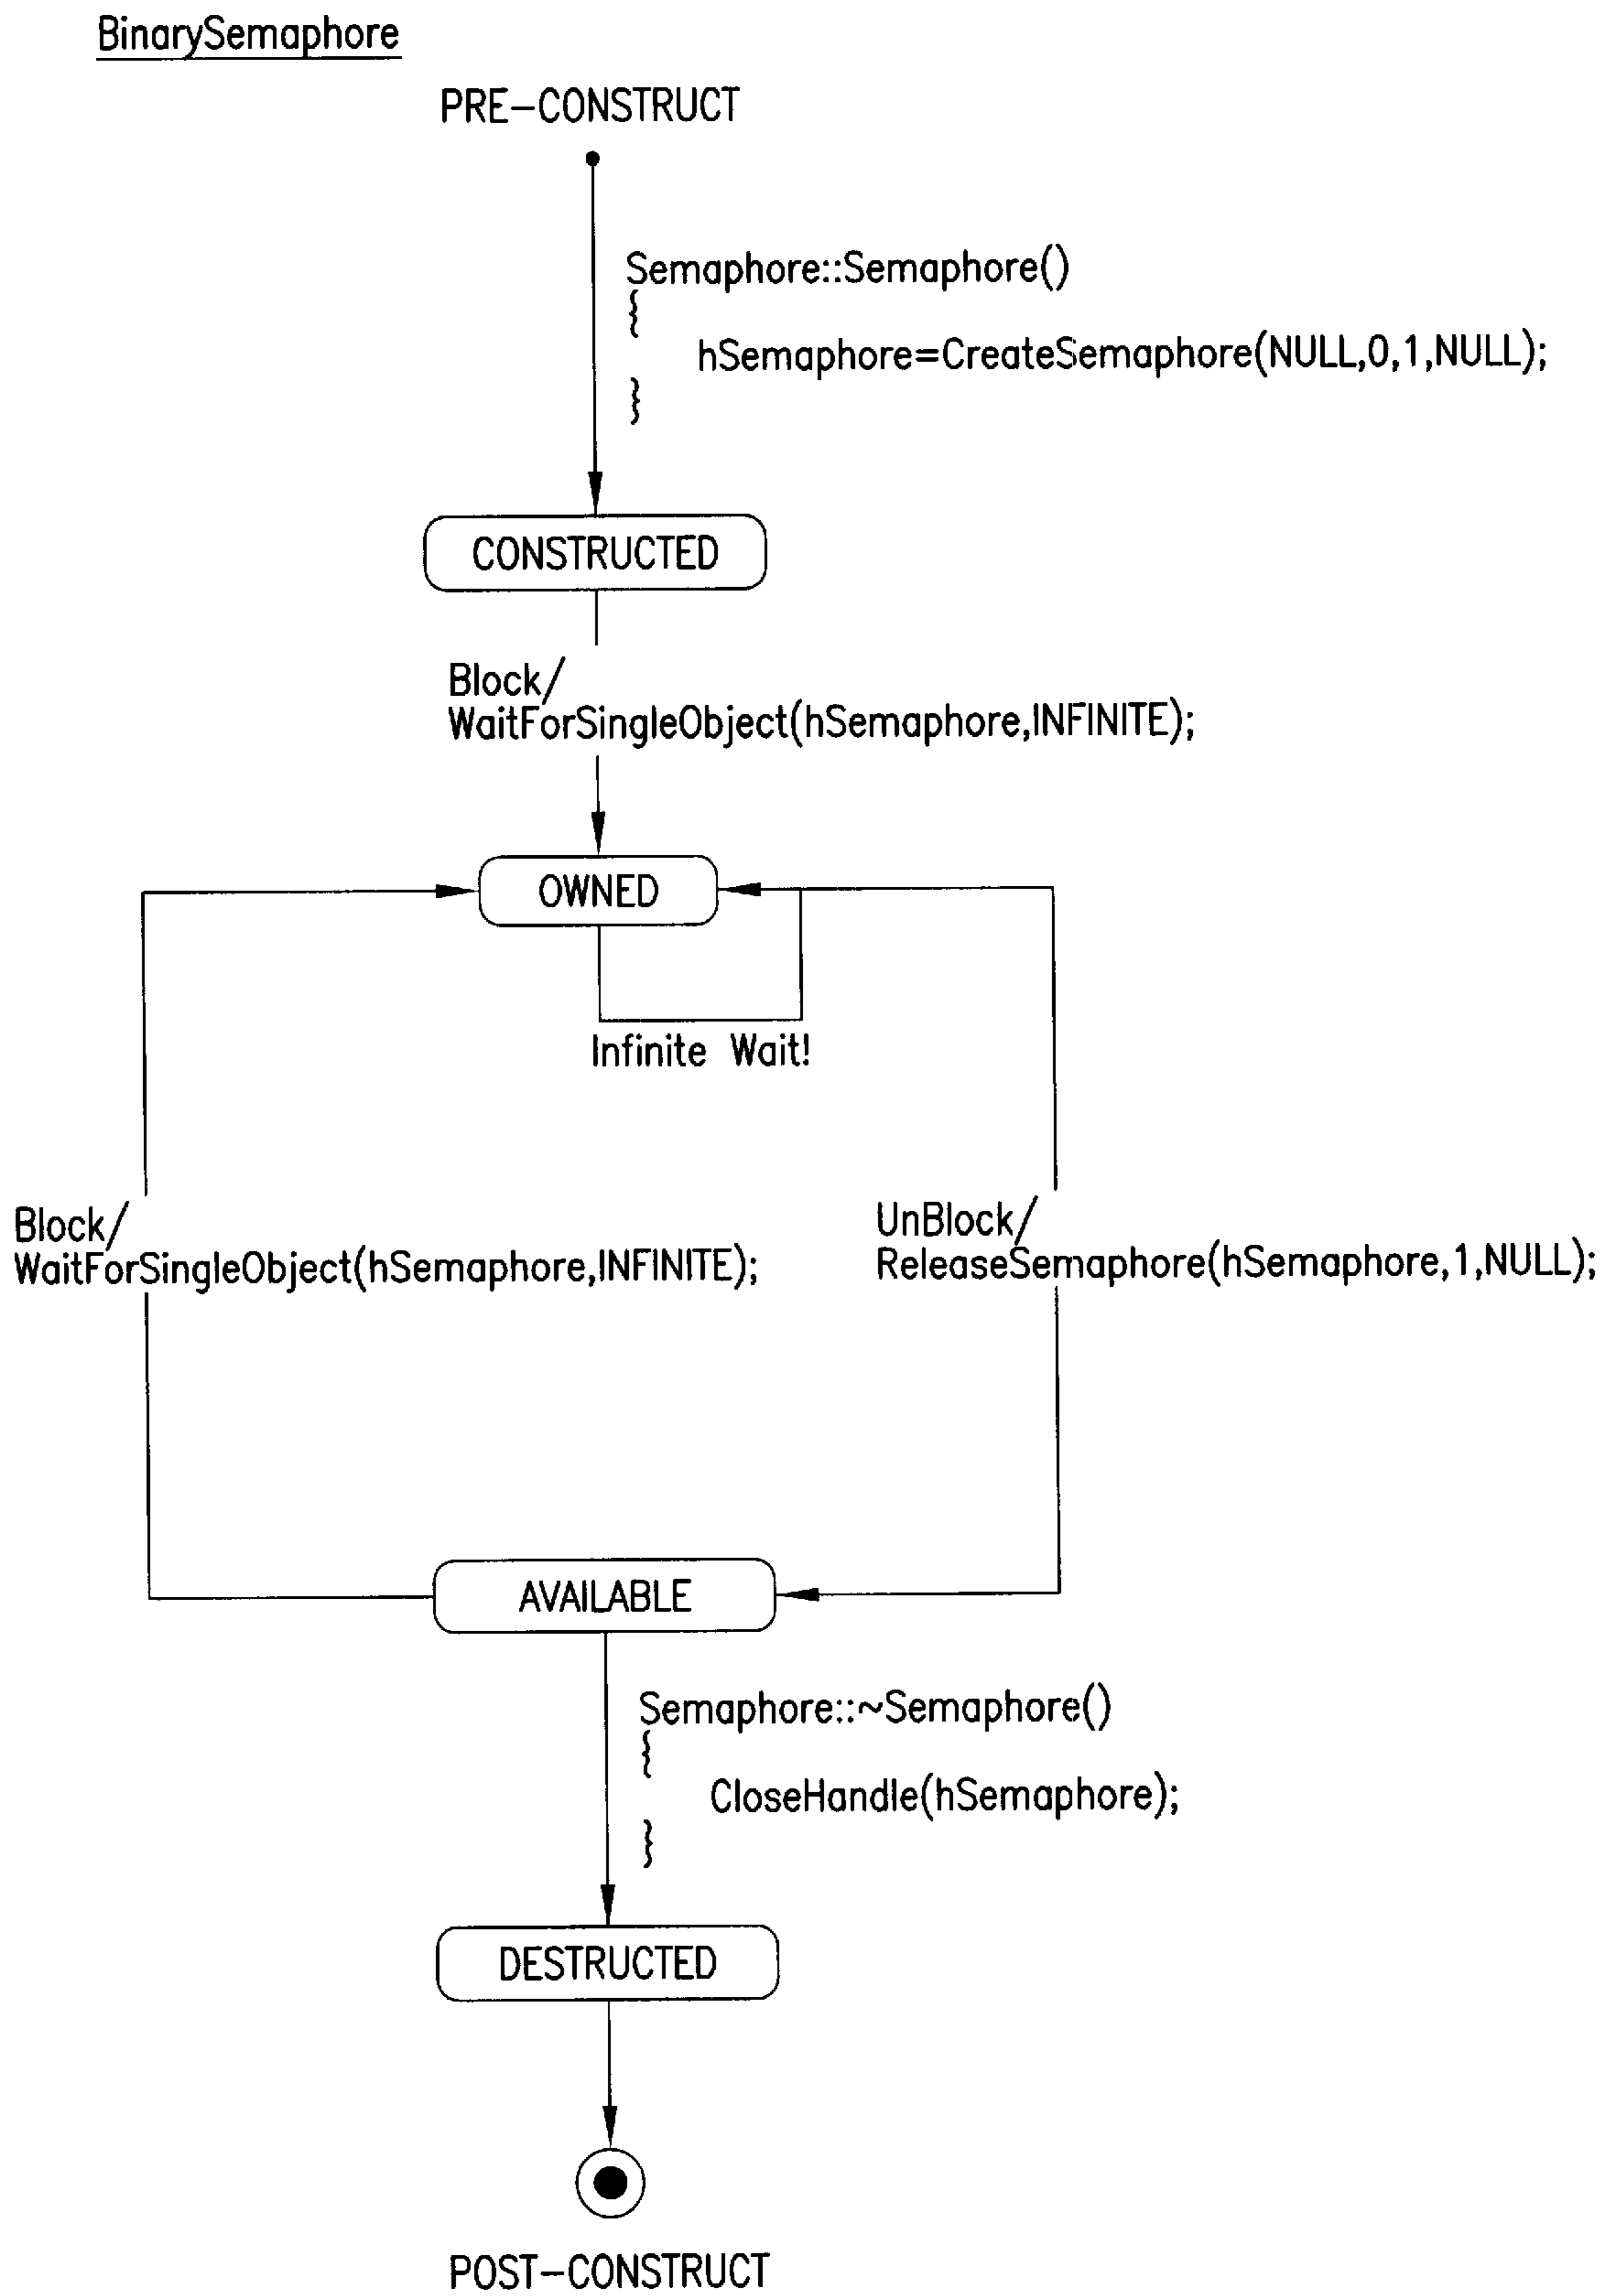 BinarySemaphore
PRE-CONSTRUCT
Semaphore::Semaphore()
{
hSemaphore=CreateSemaphore(NULL,0,1,NULL);
}
CONSTRUCTED
Block/
WaitForSingleObject(hSemaphore,INFINITE);
OWNED
Infinite Wait!
Block/
WaitForSingleObject(hSemaphore,INFINITE);
UnBlock/
ReleaseSemaphore(hSemaphore,1,NULL);
AVAILABLE
Semaphore::~Semaphore()
{
CloseHandle(hSemaphore);
}
DESTRUCTED
POST-CONSTRUCT